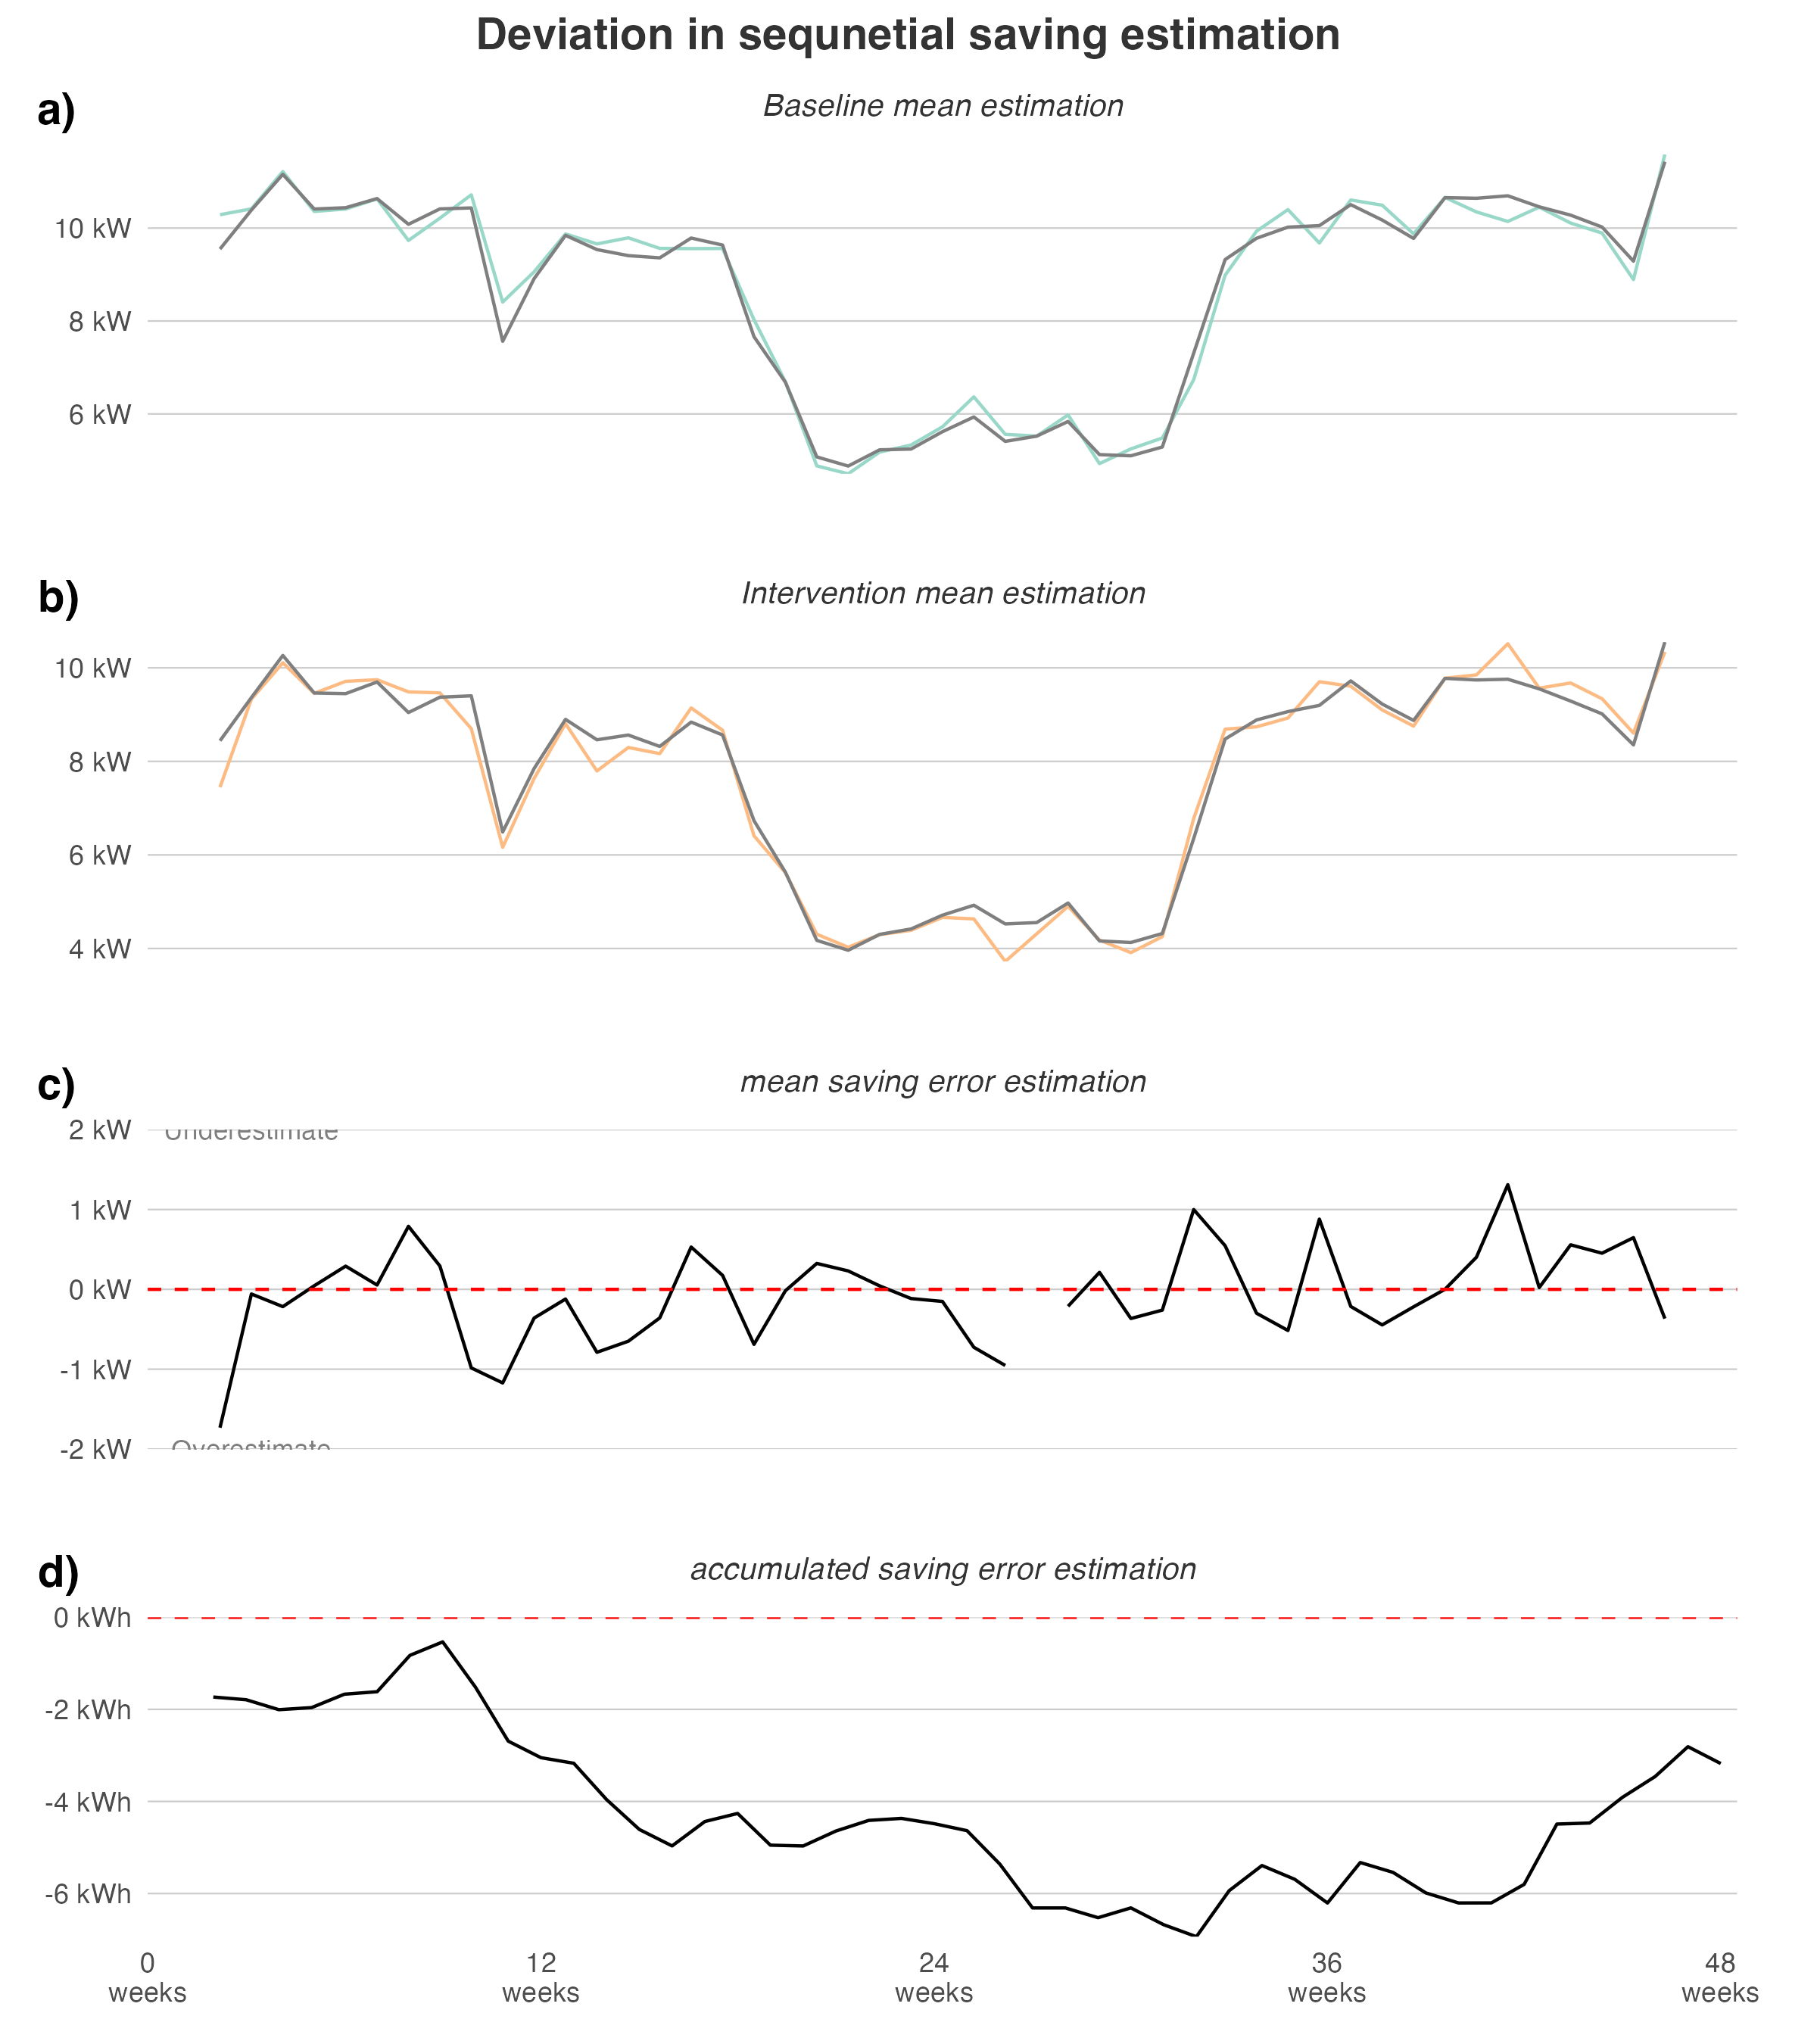 Deviation in sequnetial saving estimation
a)
Baseline mean estimation
10 kW
8 kW
6 kW
b)
Intervention mean estimation
10 kW
8 kW
6 kW
4 kW
c)
mean saving error estimation
2 kW
Underestimate
1 kW
0 kW
-1 kW
-2 kW
Overestimate
d)
accumulated saving error estimation
0 kWh
-2 kWh
-4 kWh
-6 kWh
0
weeks
12
weeks
24
weeks
36
weeks
48
weeks